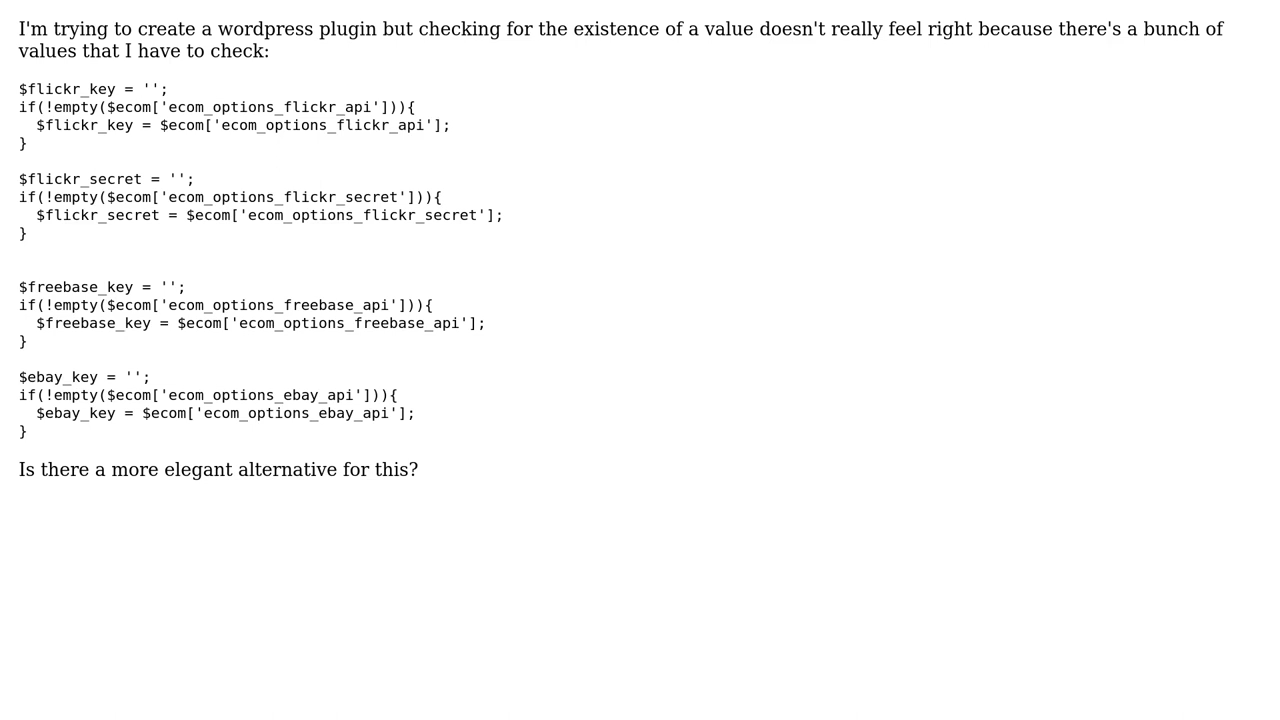 I'm trying to create a wordpress plugin but checking for the existence of a value doesn't really feel right because there's a bunch of
values that I have to check:
$flickr_key = '';
if(!empty($ecom['ecom_options_flickr_api'])){
  $flickr_key = $ecom['ecom_options_flickr_api'];
}
$flickr_secret = '';
if(!empty($ecom['ecom_options_flickr_secret'])){
  $flickr_secret = $ecom['ecom_options_flickr_secret'];
}
$freebase_key = '';
if(!empty($ecom['ecom_options_freebase_api'])){
  $freebase_key = $ecom['ecom_options_freebase_api'];
}
$ebay_key = '';
if(!empty($ecom['ecom_options_ebay_api'])){
  $ebay_key = $ecom['ecom_options_ebay_api'];
}
Is there a more elegant alternative for this?